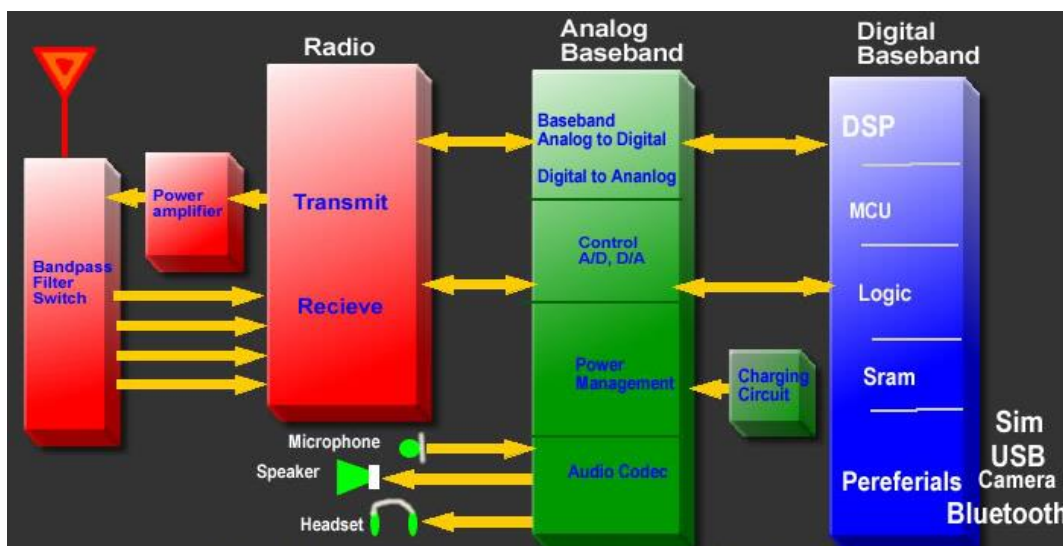 Radio
Analog
Baseband
Digital
Baseband
Baseband
Analog to Digital
Digital to Ananlog
DSP
Power
amplifier
Transmit
MCU
Control
A/D, D/A
Bandpass
Filter
Switch
Recieve
Logic
Power
Management
Charging
Circuit
Sram
Microphone
Speaker
Headset
Audio Codec
Pereferials
Sim
USB
Camera
Bluetooth